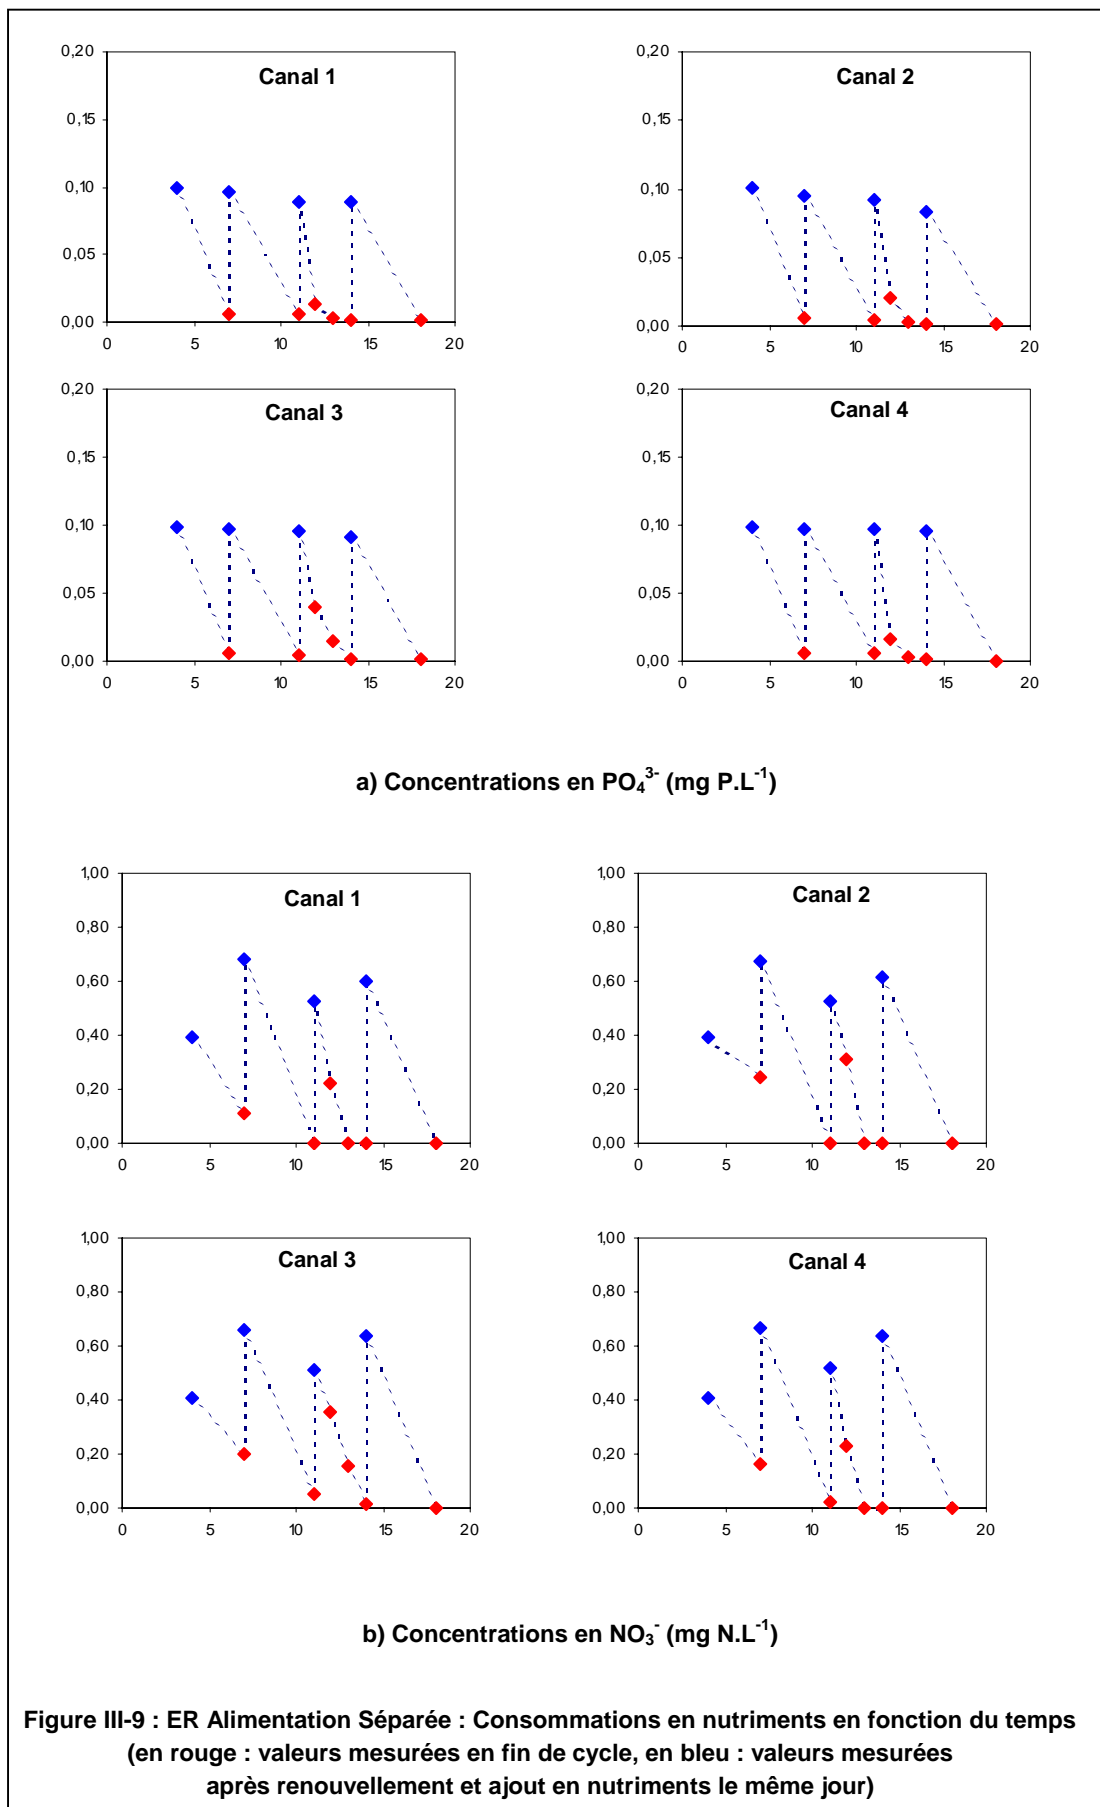 Canal 1
0,20
0,15
0,10
0,05
0,00
0 5 10 15 20
Canal 2
0,20
0,15
0,10
0,05
0,00
0 5 10 15 20
Canal 3
0,20
0,15
0,10
0,05
0,00
0 5 10 15 20
Canal 4
0,20
0,15
0,10
0,05
0,00
0 5 10 15 20
a) Concentrations en PO₄³⁻ (mg P.L⁻¹)
Canal 1
1,00
0,80
0,60
0,40
0,20
0,00
0 5 10 15 20
Canal 2
1,00
0,80
0,60
0,40
0,20
0,00
0 5 10 15 20
Canal 3
1,00
0,80
0,60
0,40
0,20
0,00
0 5 10 15 20
Canal 4
1,00
0,80
0,60
0,40
0,20
0,00
0 5 10 15 20
b) Concentrations en NO₃⁻ (mg N.L⁻¹)
Figure III-9 : ER Alimentation Séparée : Consommations en nutriments en fonction du temps
(en rouge : valeurs mesurées en fin de cycle, en bleu : valeurs mesurées
après renouvellement et ajout en nutriments le même jour)